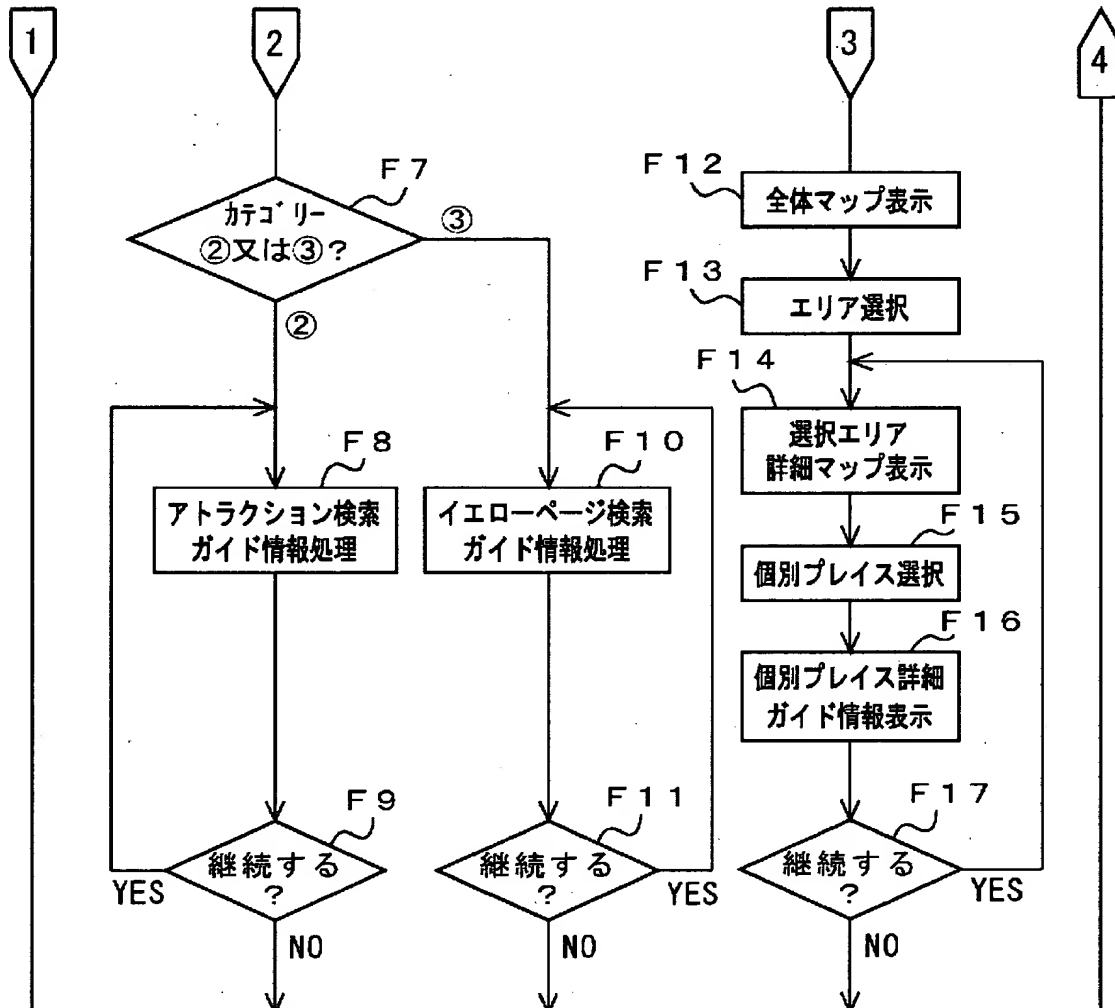 1
2
3
4
F7
カテゴリー
②又は③?
③
②
F8
アトラクション検索
ガイド情報処理
F9
継続する
?
YES
NO
F10
イエローページ検索
ガイド情報処理
F11
継続する
?
YES
NO
F12
全体マップ表示
F13
エリア選択
F14
選択エリア
詳細マップ表示
F15
個別プレイス選択
F16
個別プレイス詳細
ガイド情報表示
F17
継続する
?
YES
NO